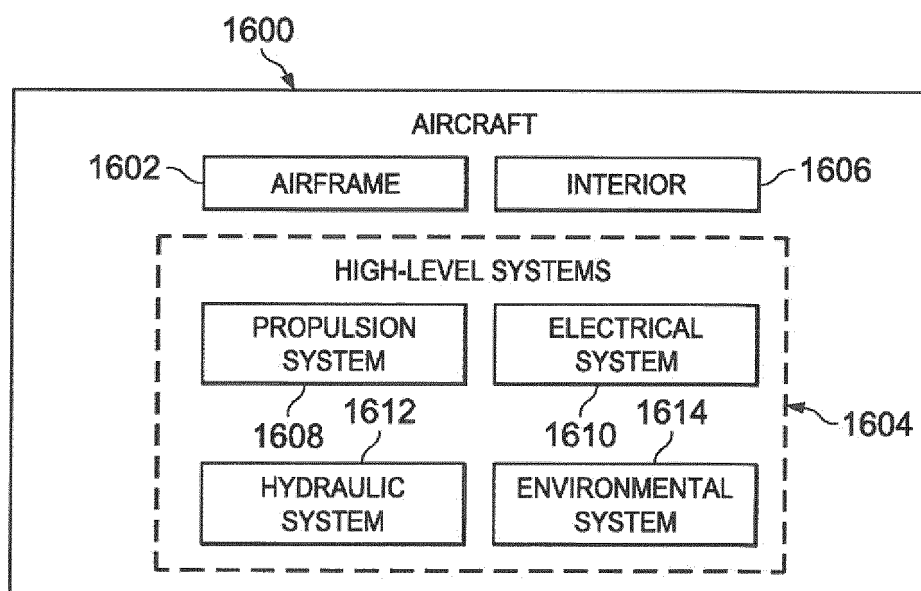 1600
AIRCRAFT
1602
AIRFRAME
INTERIOR
1606
HIGH-LEVEL SYSTEMS
PROPULSION
SYSTEM
ELECTRICAL
SYSTEM
1608
1612
1610
1614
1604
HYDRAULIC
SYSTEM
ENVIRONMENTAL
SYSTEM